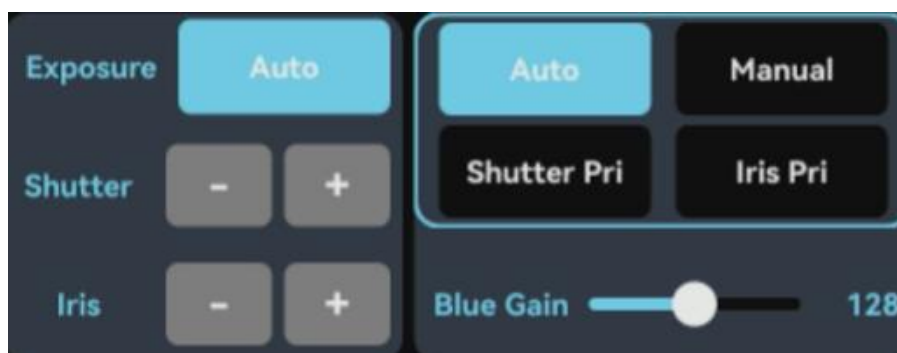 Exposure Auto
Shutter - +
Iris - +
Auto Manual
Shutter Pri Iris Pri
Blue Gain 128